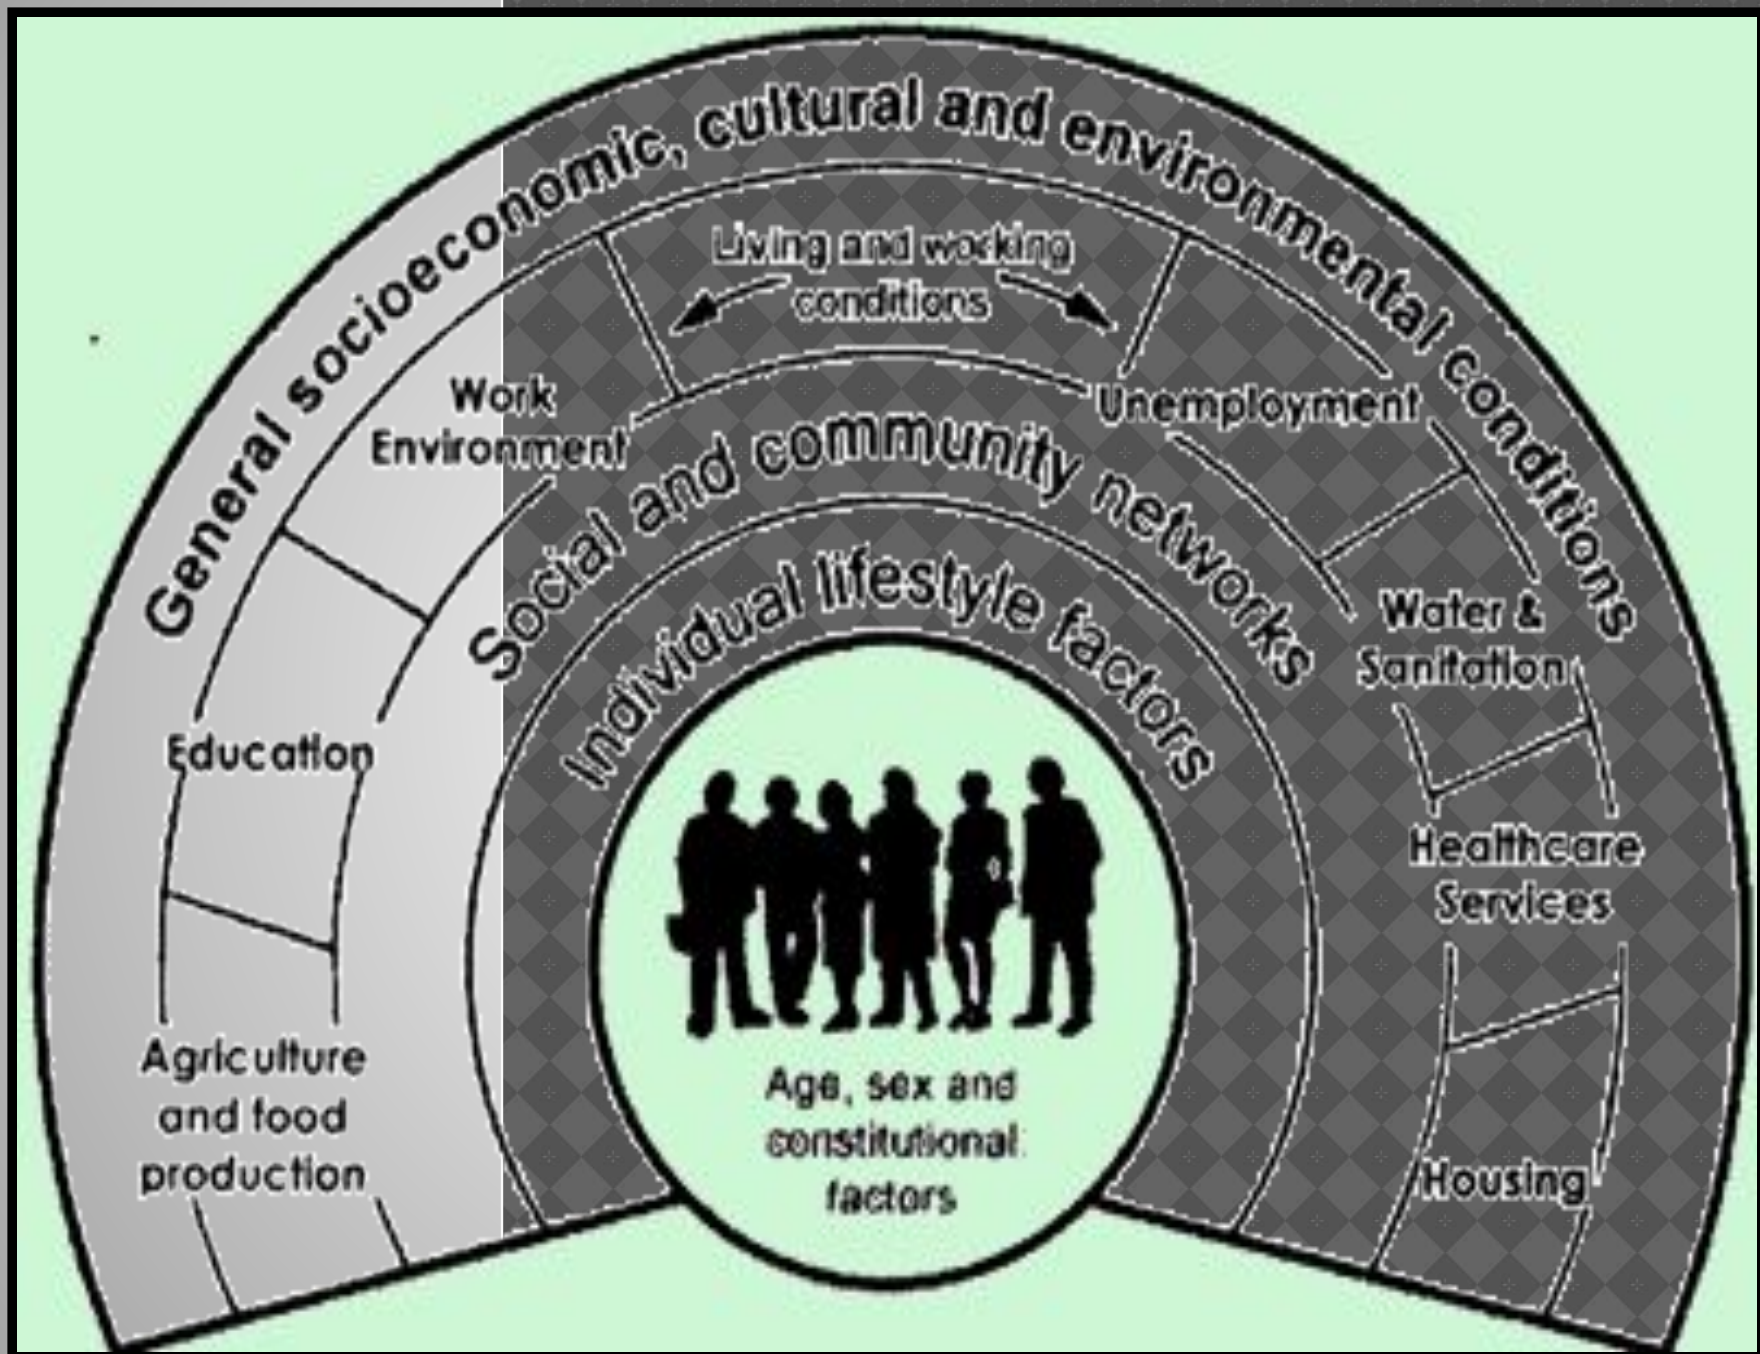 General socioeconomic, cultural and environmental conditions
Living and working
conditions
Work
Environment
Unemployment
Social and community networks
Individual lifestyle factors
Water &
Sanitation
Education
Healthcare
Services
Agriculture
and food
production
Age, sex and
constitutional
factors
Housing